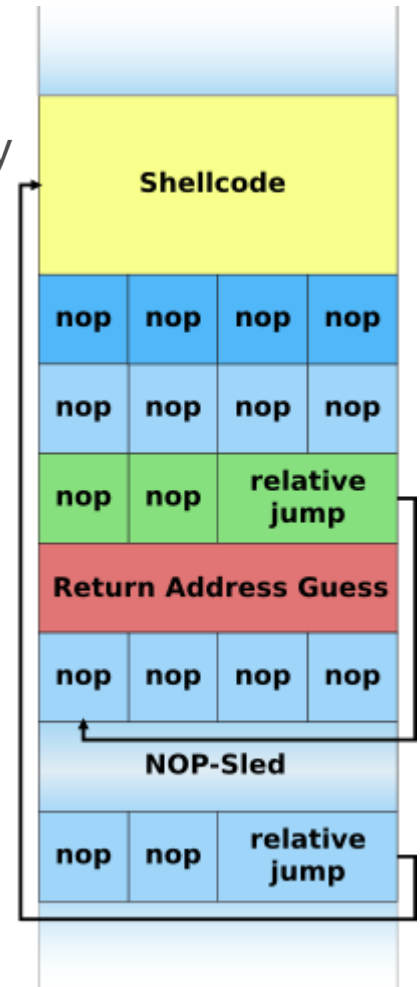 y
Shellcode
nop nop nop nop
nop nop nop nop
nop nop relative
jump
Return Address Guess
nop nop nop nop
NOP-Sled
nop nop relative
jump